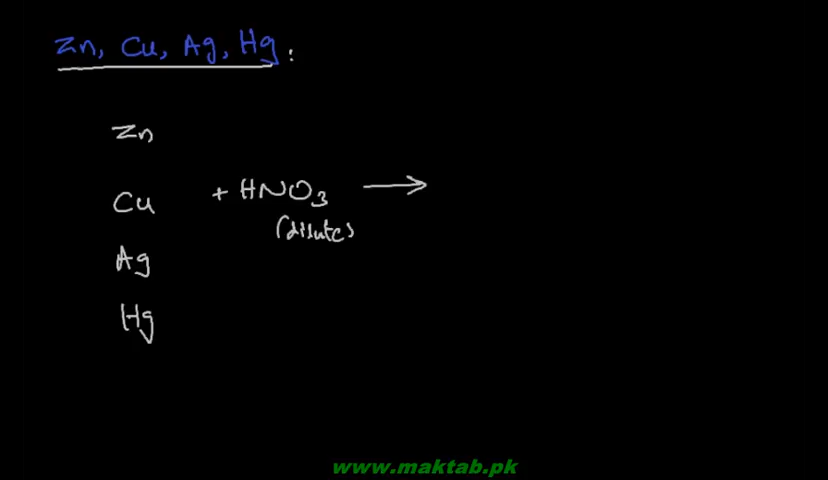 Zn, Cu, Ag, Hg :
Zn
Cu + HNO3 →
(dilute)
Ag
Hg
www.maktab.pk